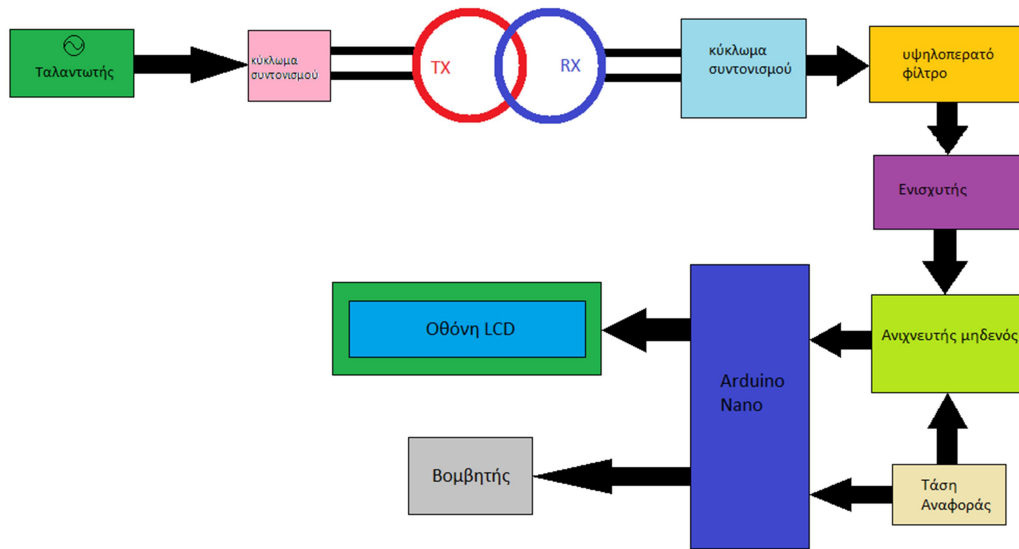 Ταλαντωτής
κύκλωμα
συντονισμού
TX
RX
κύκλωμα
συντονισμού
υψηλοπερατό
φίλτρο
Ενισχυτής
Ανιχνευτής μηδενός
Τάση
Αναφοράς
Arduino
Nano
Οθόνη LCD
Βομβητής